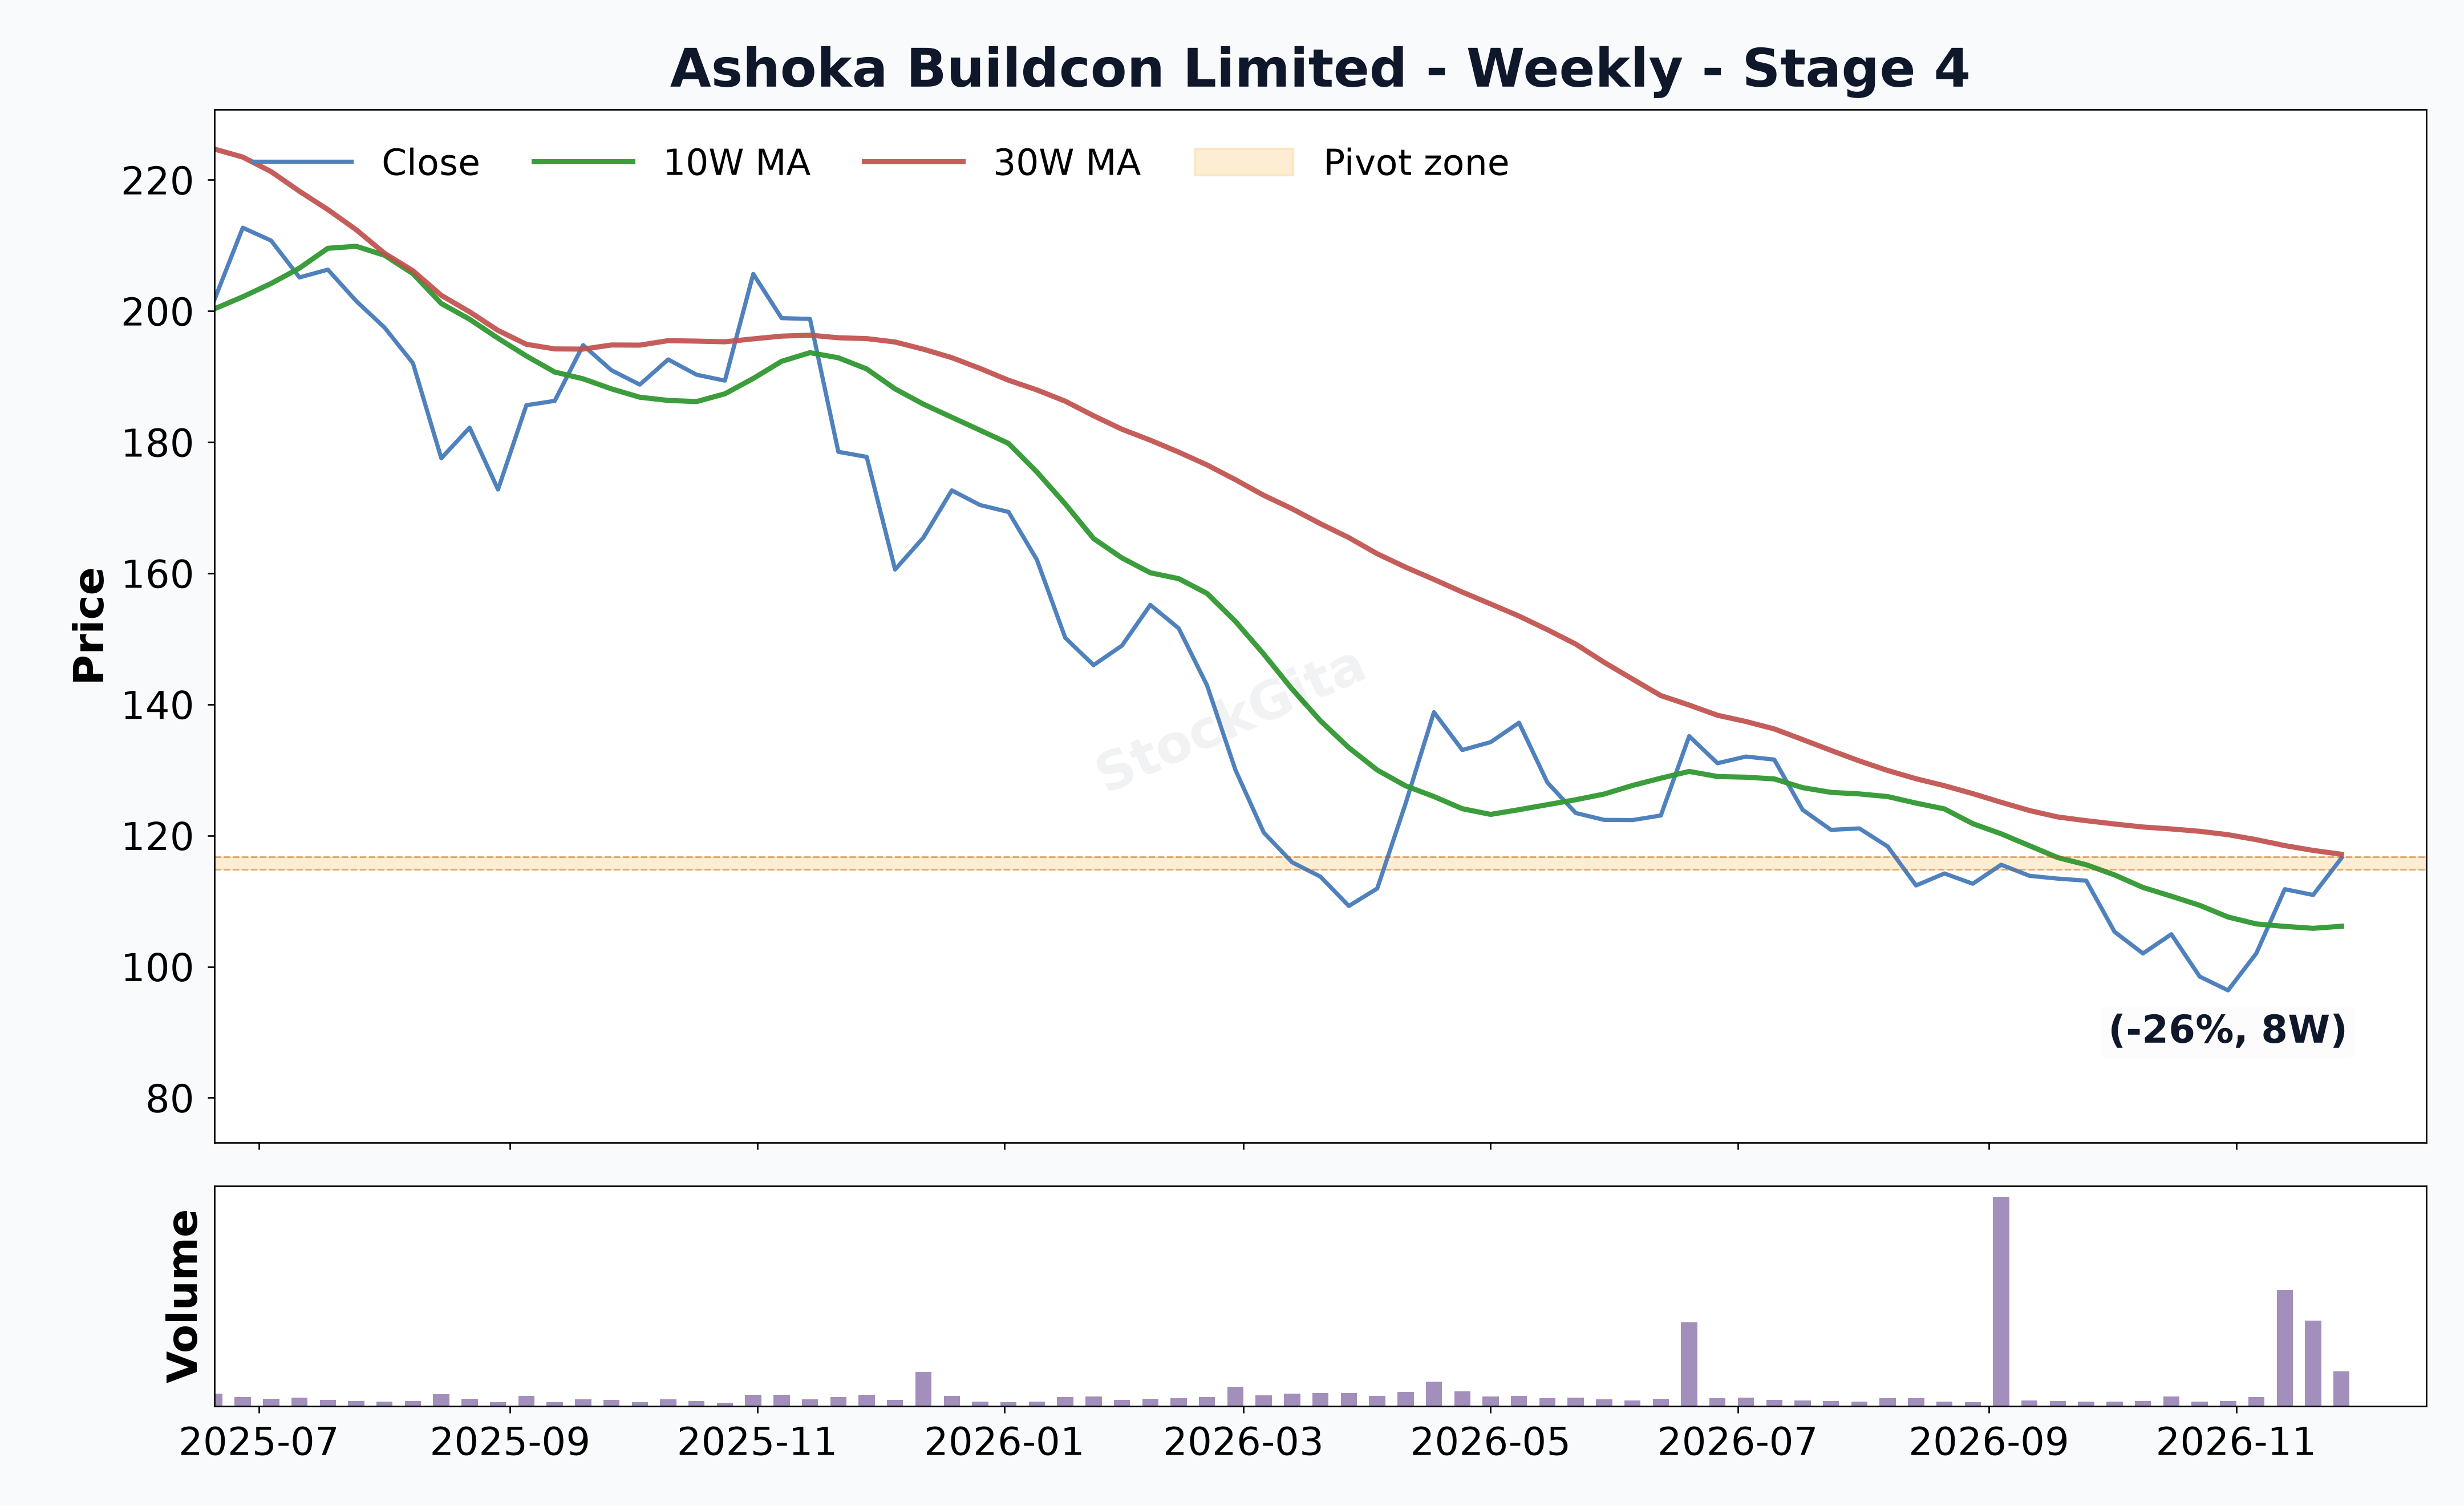 Ashoka Buildcon Limited - Weekly - Stage 4
Close 10W MA 30W MA Pivot zone
220
200
180
160
140
120
100
80
Price
StockGita
(-26%, 8W)
Volume
2025-07 2025-09 2025-11 2026-01 2026-03 2026-05 2026-07 2026-09 2026-11